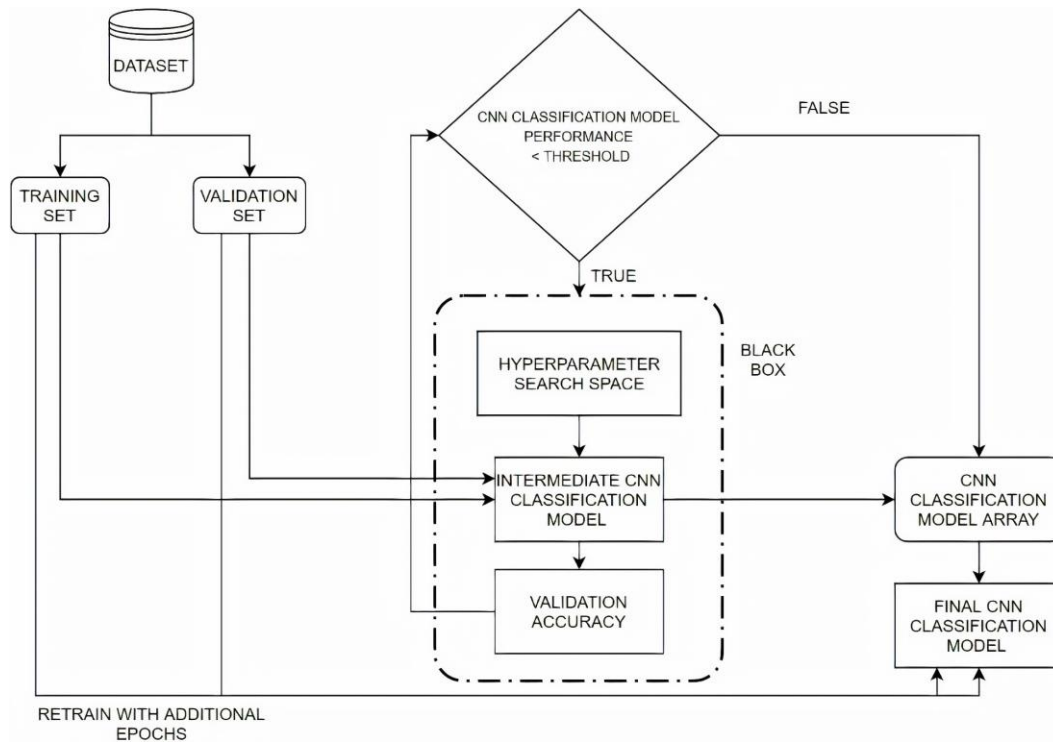 DATASET
TRAINING
SET
VALIDATION
SET
CNN CLASSIFICATION MODEL
PERFORMANCE
< THRESHOLD
FALSE
TRUE
BLACK
BOX
HYPERPARAMETER
SEARCH SPACE
INTERMEDIATE CNN
CLASSIFICATION
MODEL
VALIDATION
ACCURACY
CNN
CLASSIFICATION
MODEL ARRAY
FINAL CNN
CLASSIFICATION
MODEL
RETRAIN WITH ADDITIONAL
EPOCHS